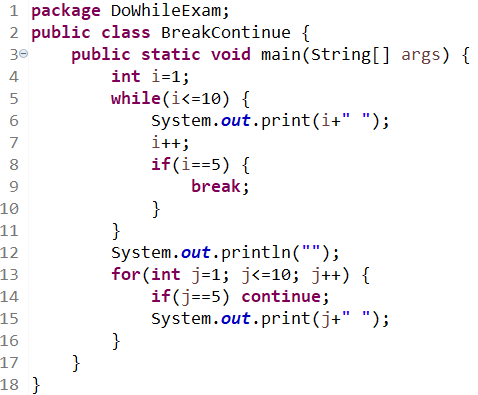 1 package DoWhileExam;
2 public class BreakContinue {
3 public static void main(String[] args) {
4 int i=1;
5 while(i<=10) {
6 System.out.print(i+" ");
7 i++;
8 if(i==5) {
9 break;
10 }
11 }
12 System.out.println("");
13 for(int j=1; j<=10; j++) {
14 if(j==5) continue;
15 System.out.print(j+" ");
16 }
17 }
18 }